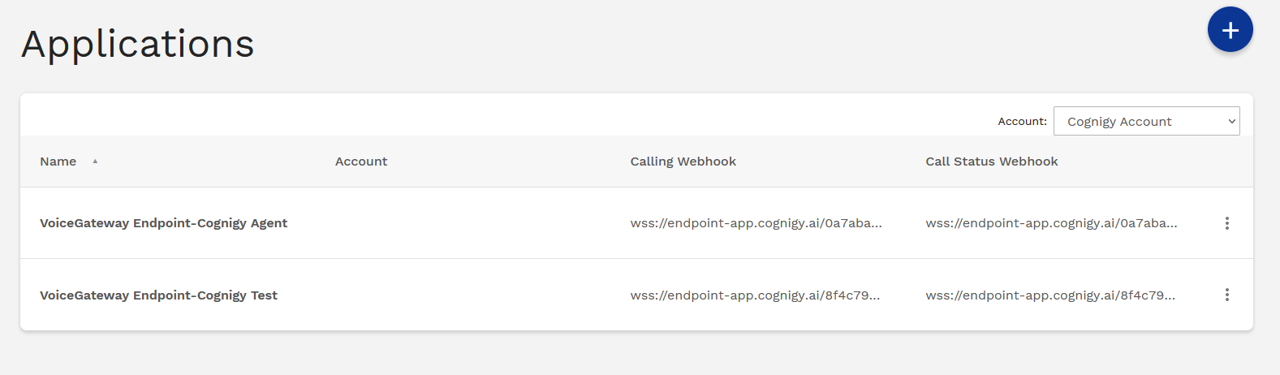 Applications
+
Account: Cognigy Account
Name Account Calling Webhook Call Status Webhook
VoiceGateway Endpoint-Cognigy Agent wss://endpoint-app.cognigy.ai/0a7aba... wss://endpoint-app.cognigy.ai/0a7aba...
VoiceGateway Endpoint-Cognigy Test wss://endpoint-app.cognigy.ai/8f4c79... wss://endpoint-app.cognigy.ai/8f4c79...